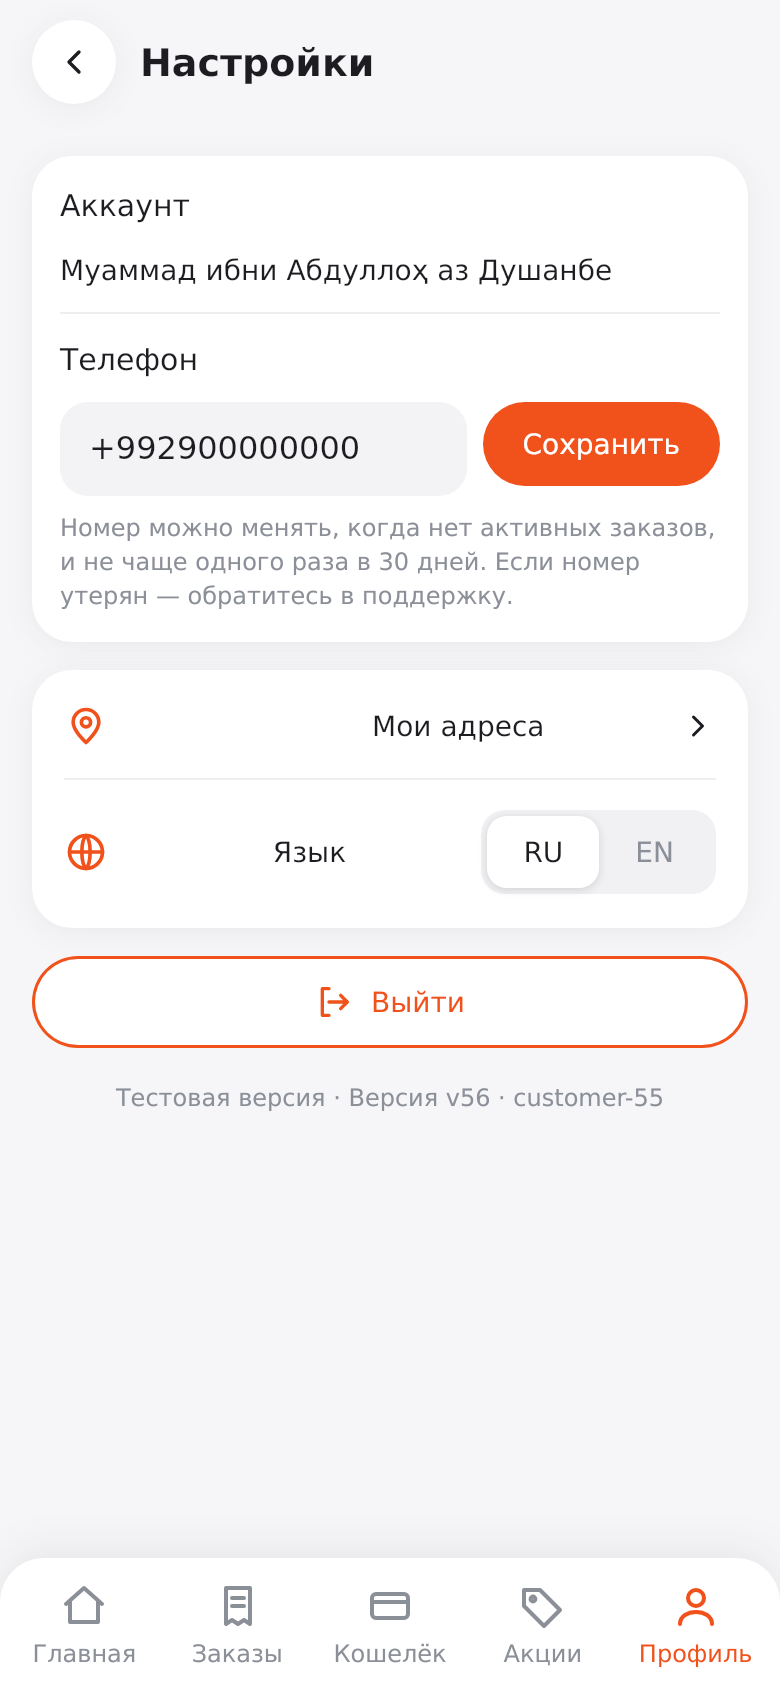 Настройки
Аккаунт
Муаммад ибни Абдуллоҳ аз Душанбе
Телефон
+992900000000
Сохранить
Номер можно менять, когда нет активных заказов,
и не чаще одного раза в 30 дней. Если номер
утерян — обратитесь в поддержку.
Мои адреса
Язык
RU
EN
Выйти
Тестовая версия · Версия v56 · customer-55
Главная
Заказы
Кошелёк
Акции
Профиль